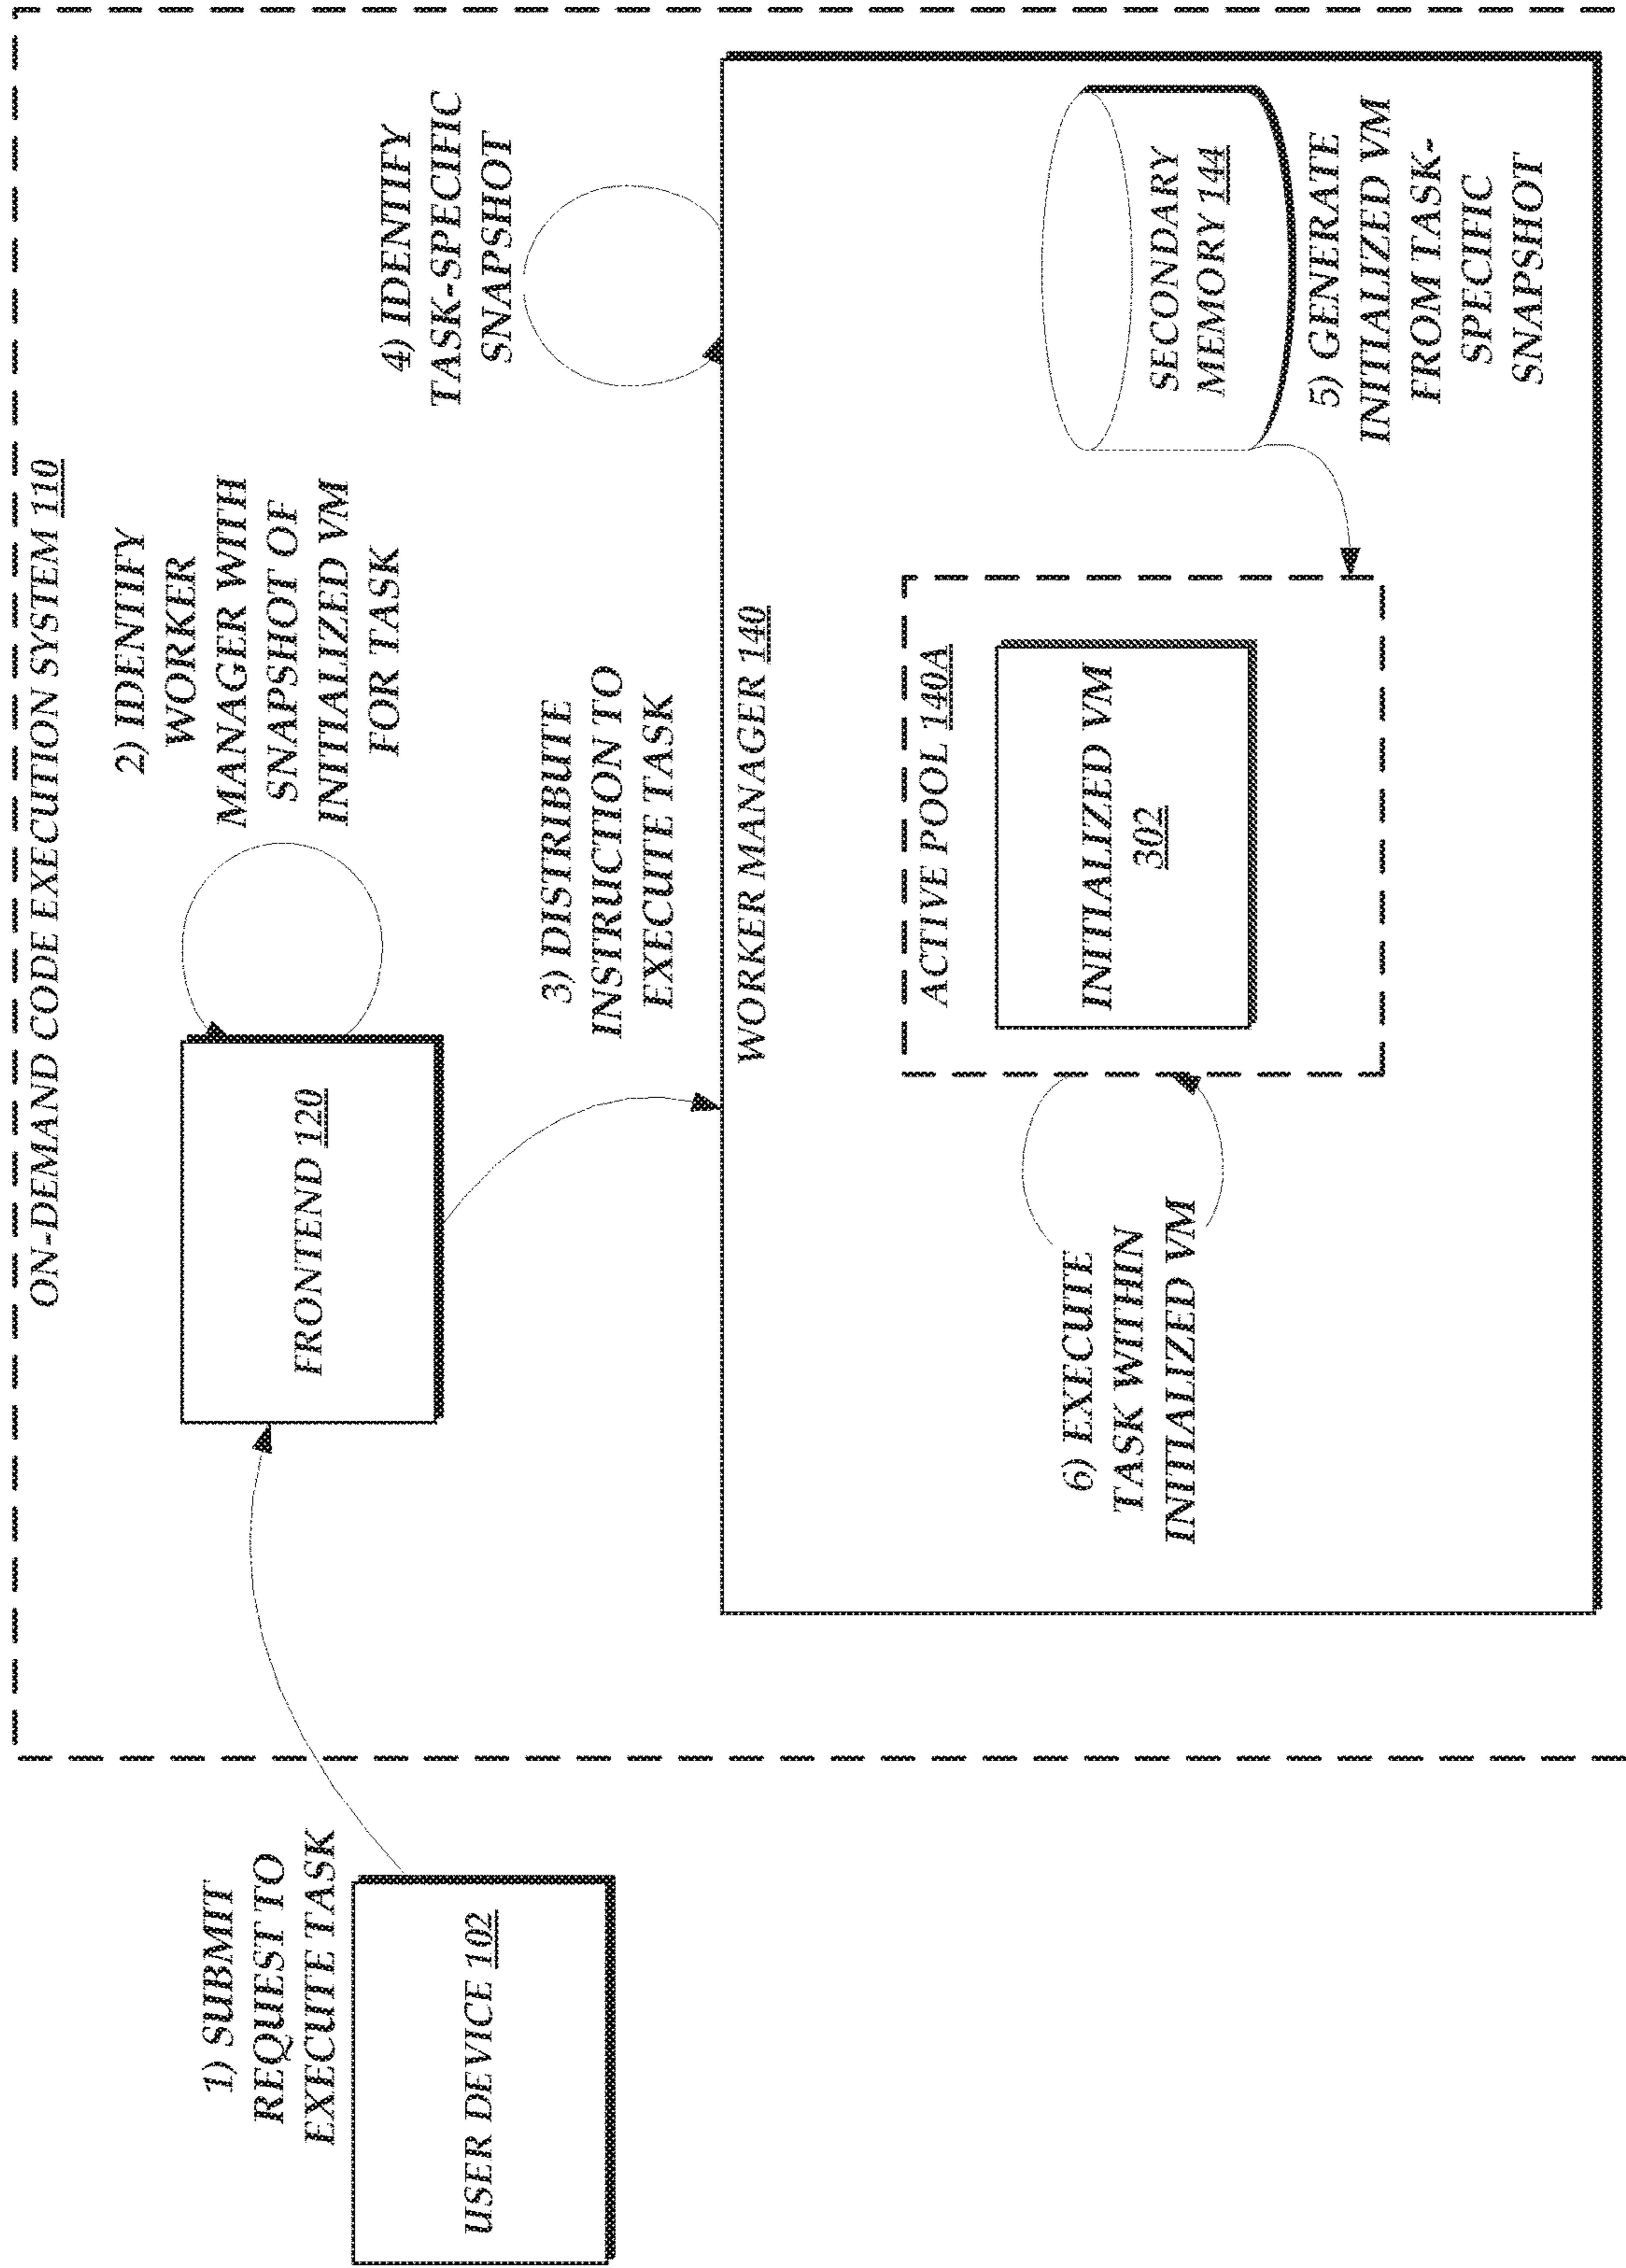 ON-DEMAND CODE EXECUTION SYSTEM 110
1) SUBMIT
REQUEST TO
EXECUTE TASK
USER DEVICE 102
FRONTEND 120
2) IDENTIFY
WORKER
MANAGER WITH
SNAPSHOT OF
INITIALIZED VM
FOR TASK
3) DISTRIBUTE
INSTRUCTION TO
EXECUTE TASK
4) IDENTIFY
TASK-SPECIFIC
SNAPSHOT
WORKER MANAGER 140
ACTIVE POOL 140A
INITIALIZED VM
302
SECONDARY
MEMORY 144
5) GENERATE
INITIALIZED VM
FROM TASK-
SPECIFIC
SNAPSHOT
6) EXECUTE
TASK WITHIN
INITIALIZED VM